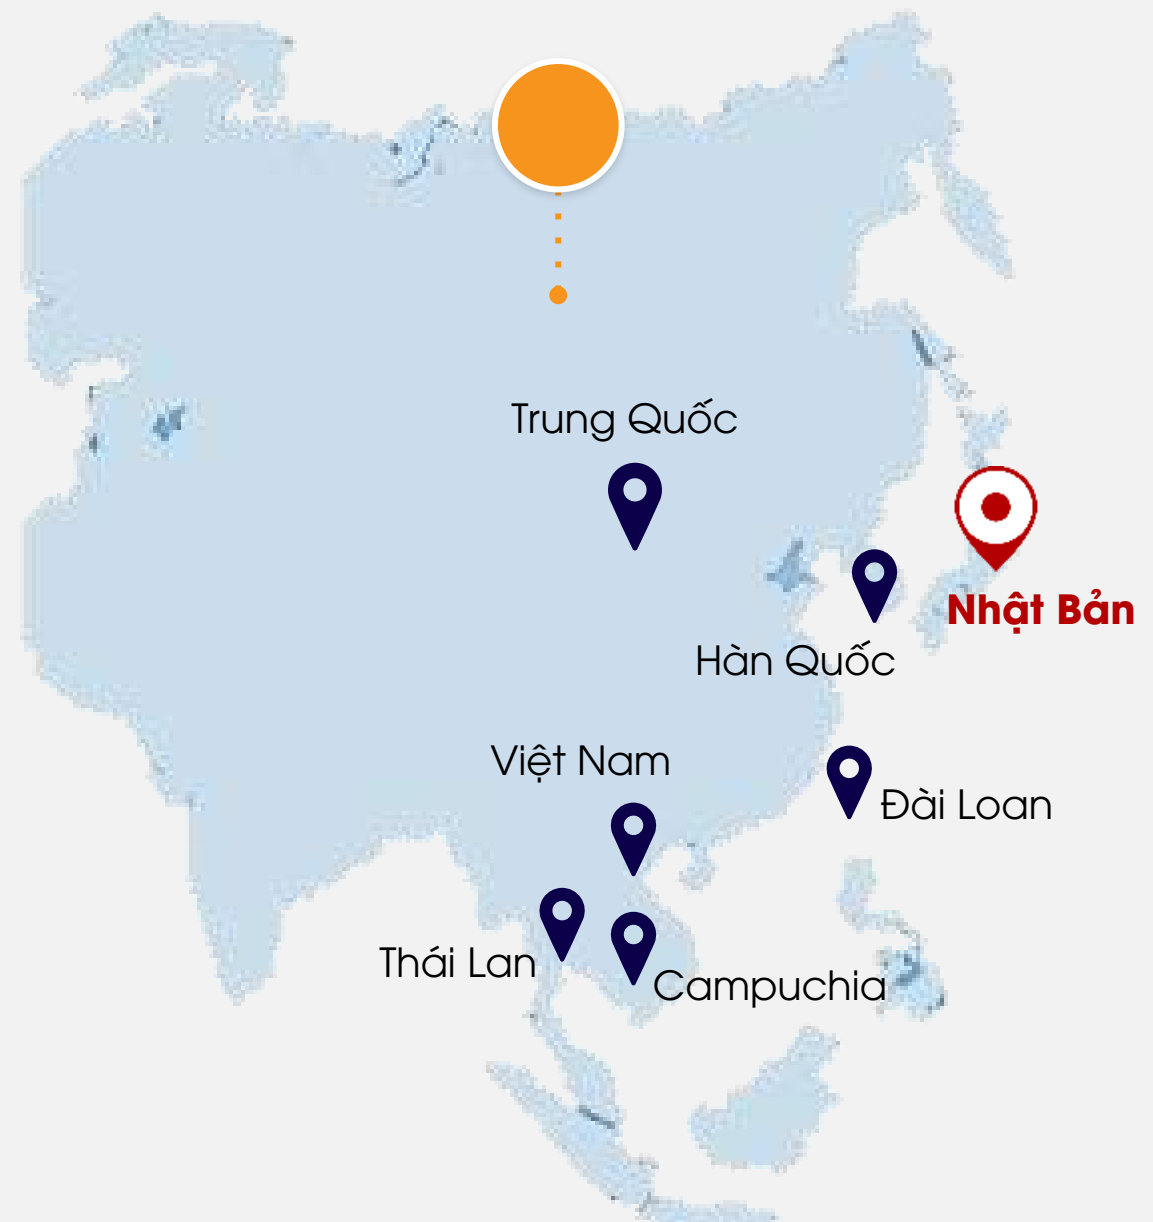 Trung Quốc
Nhật Bản
Hàn Quốc
Việt Nam
Đài Loan
Thái Lan
Campuchia